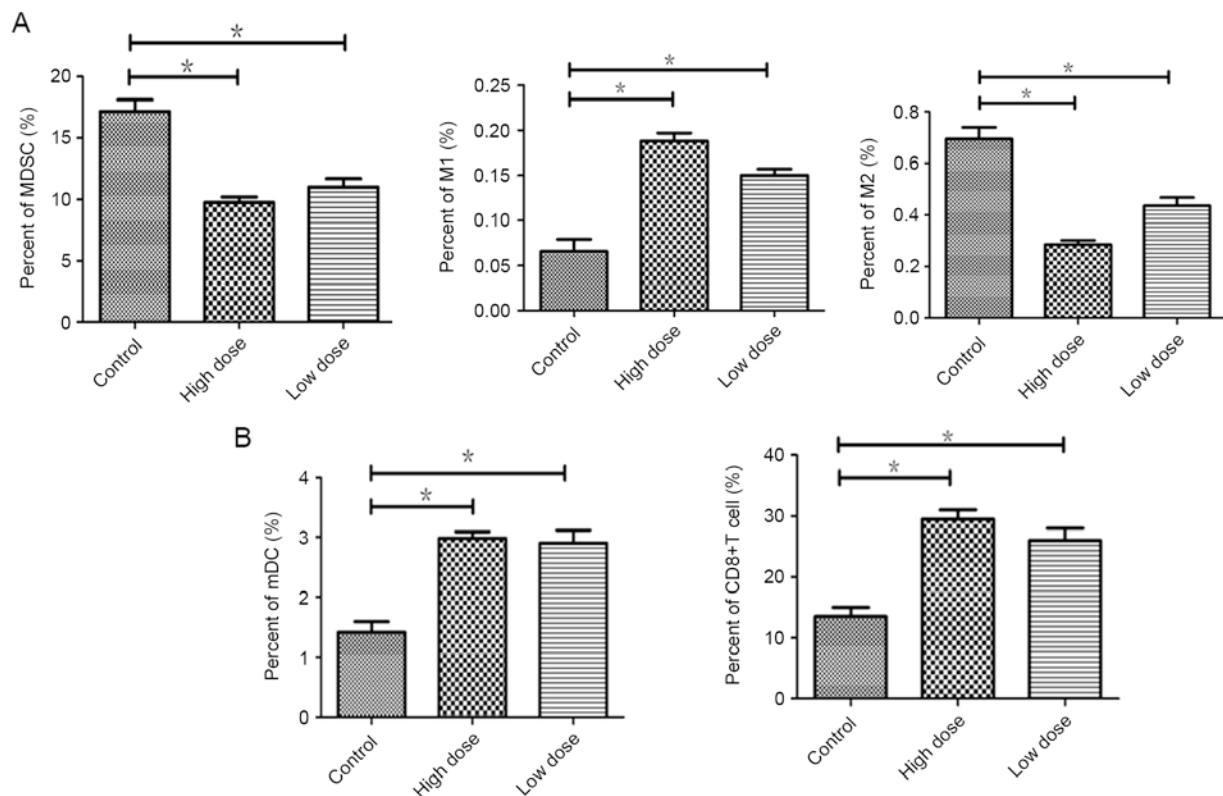 A
Percent of MDSC (%)
20
15
10
5
0
*
*
Control
High dose
Low dose
Percent of M1 (%)
0.25
0.20
0.15
0.10
0.05
0.00
*
*
Control
High dose
Low dose
Percent of M2 (%)
0.8
0.6
0.4
0.2
0.0
*
*
Control
High dose
Low dose
B
Percent of mDC (%)
4
3
2
1
0
*
*
Control
High dose
Low dose
Percent of CD8+T cell (%)
40
30
20
10
0
*
*
Control
High dose
Low dose